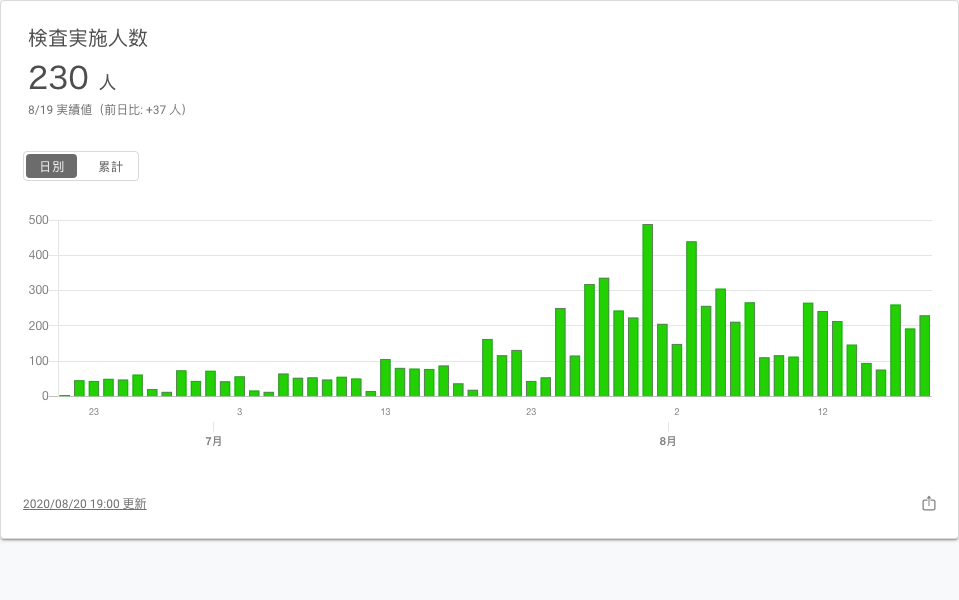 検査実施人数
230 人
8/19 実績値（前日比: +37 人）
日別 累計
500
400
300
200
100
0
23 3 13 23 2 12
7月 8月
2020/08/20 19:00 更新